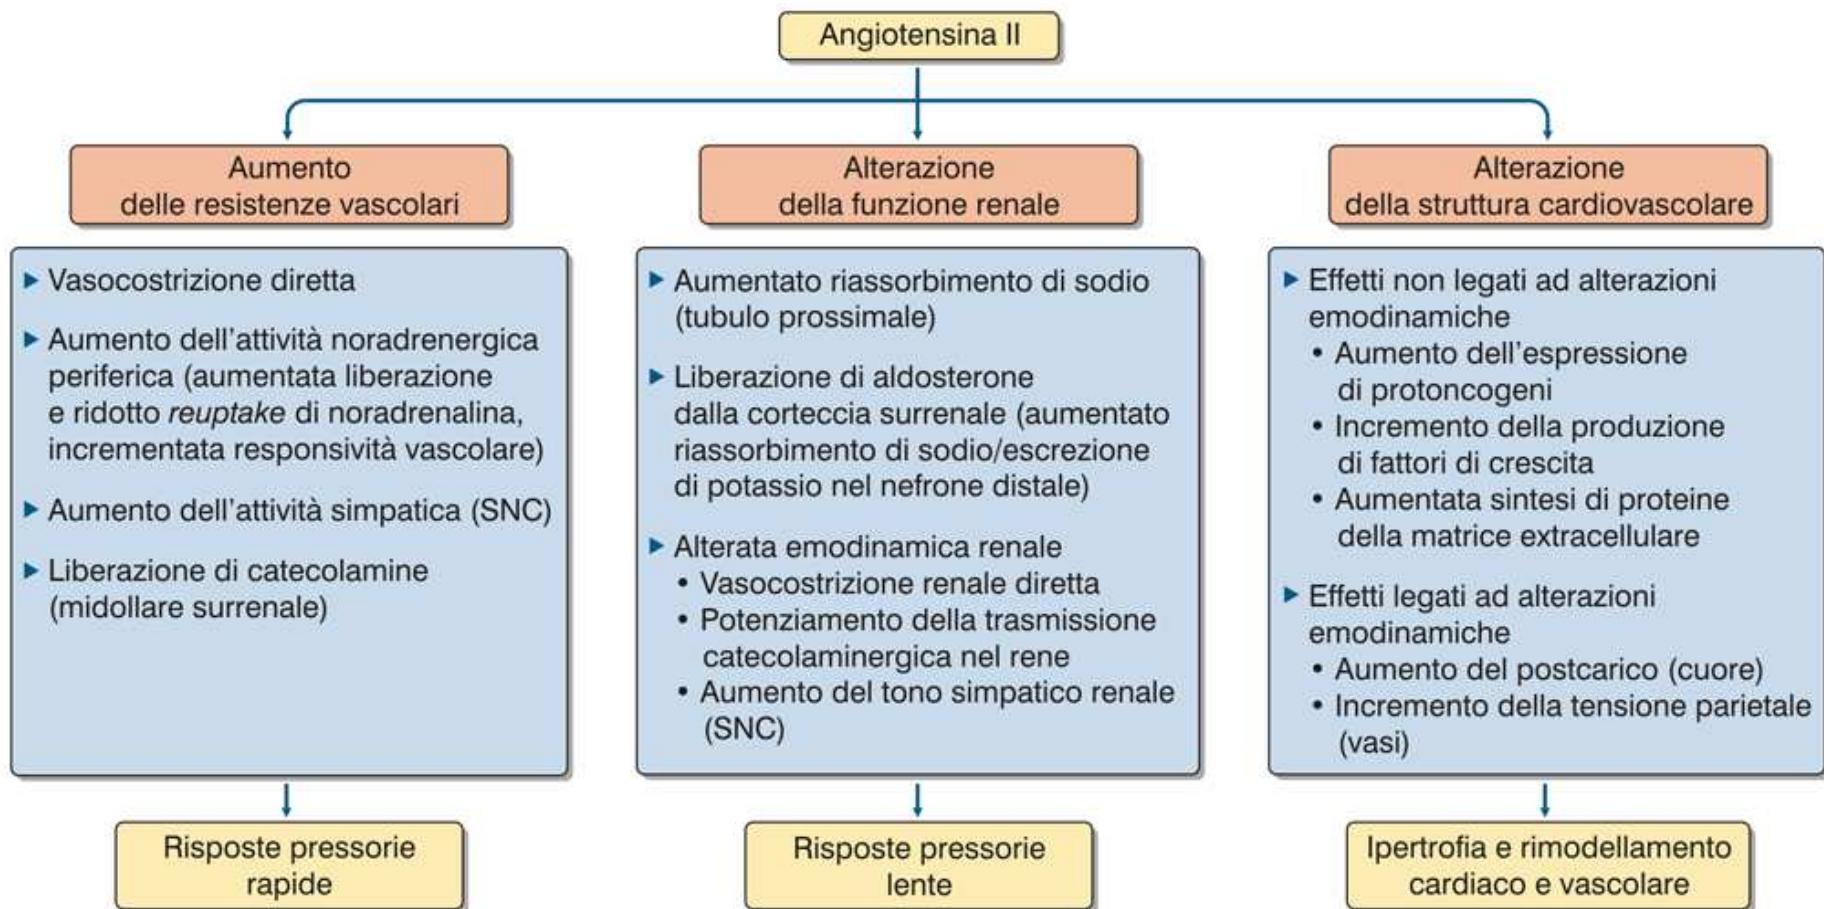 Angiotensina II
Aumento
delle resistenze vascolari
▶ Vasocostrizione diretta
▶ Aumento dell'attività noradrenergica
periferica (aumentata liberazione
e ridotto reuptake di noradrenalina,
incrementata responsività vascolare)
▶ Aumento dell'attività simpatica (SNC)
▶ Liberazione di catecolamine
(midollare surrenale)
Risposte pressorie
rapide
Alterazione
della funzione renale
▶ Aumentato riassorbimento di sodio
(tubulo prossimale)
▶ Liberazione di aldosterone
dalla corteccia surrenale (aumentato
riassorbimento di sodio/escrezione
di potassio nel nefrone distale)
▶ Alterata emodinamica renale
• Vasocostrizione renale diretta
• Potenziamento della trasmissione
catecolaminergica nel rene
• Aumento del tono simpatico renale
(SNC)
Risposte pressorie
lente
Alterazione
della struttura cardiovascolare
▶ Effetti non legati ad alterazioni
emodinamiche
• Aumento dell'espressione
di protoncogeni
• Incremento della produzione
di fattori di crescita
• Aumentata sintesi di proteine
della matrice extracellulare
▶ Effetti legati ad alterazioni
emodinamiche
• Aumento del postcarico (cuore)
• Incremento della tensione parietale
(vasi)
Ipertrofia e rimodellamento
cardiaco e vascolare